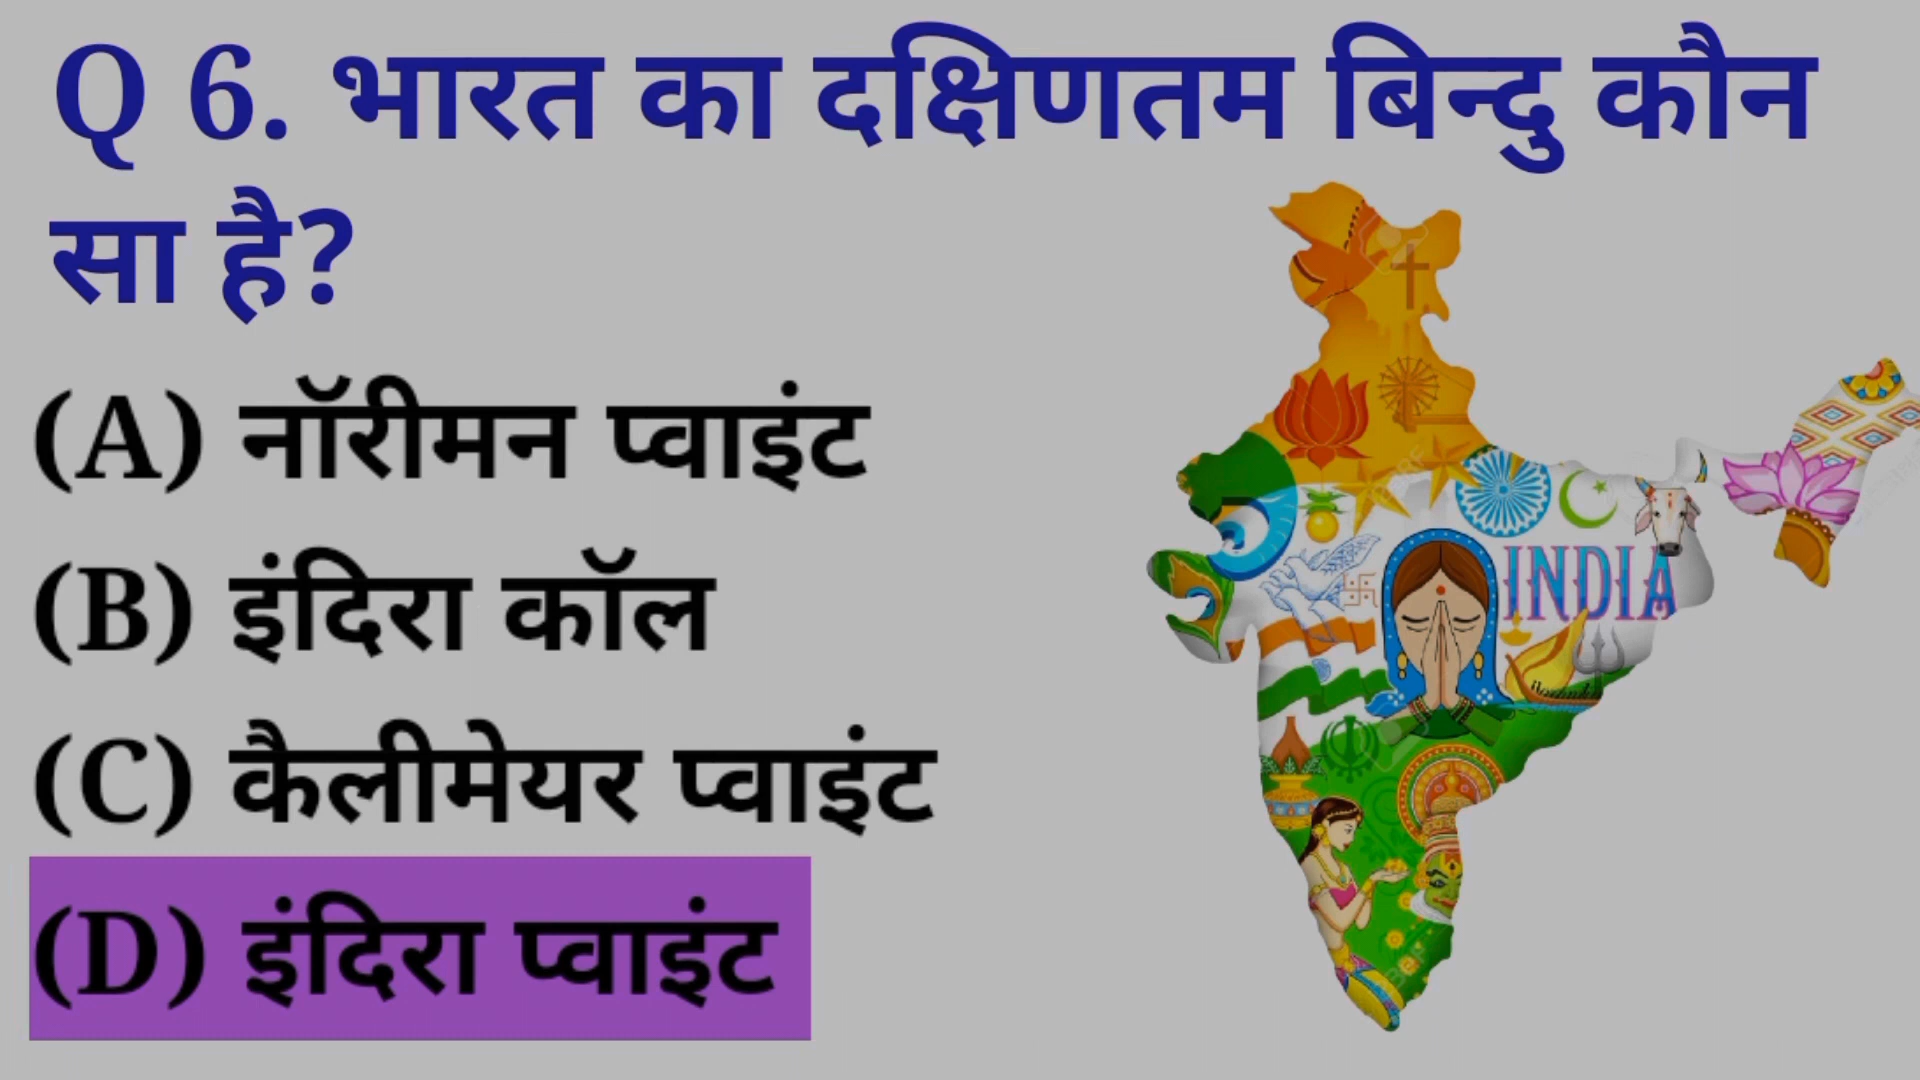 Q 6. भारत का दक्षिणतम बिन्दु कौन
सा है?
(A) नॉरीमन प्वाइंट
(B) इंदिरा कॉल
(C) कैलीमेयर प्वाइंट
(D) इंदिरा प्वाइंट
INDIA